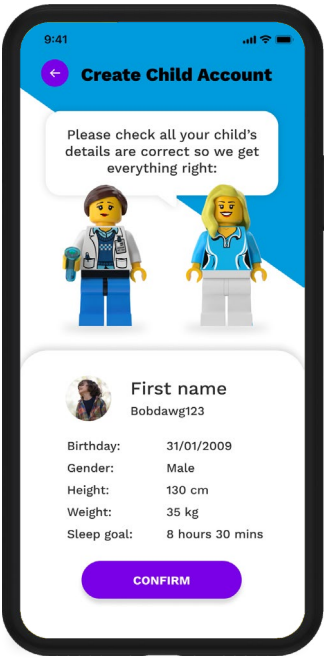 9:41
Create Child Account
Please check all your child's
details are correct so we get
everything right:
First name
Bobdawg123
Birthday: 31/01/2009
Gender: Male
Height: 130 cm
Weight: 35 kg
Sleep goal: 8 hours 30 mins
CONFIRM